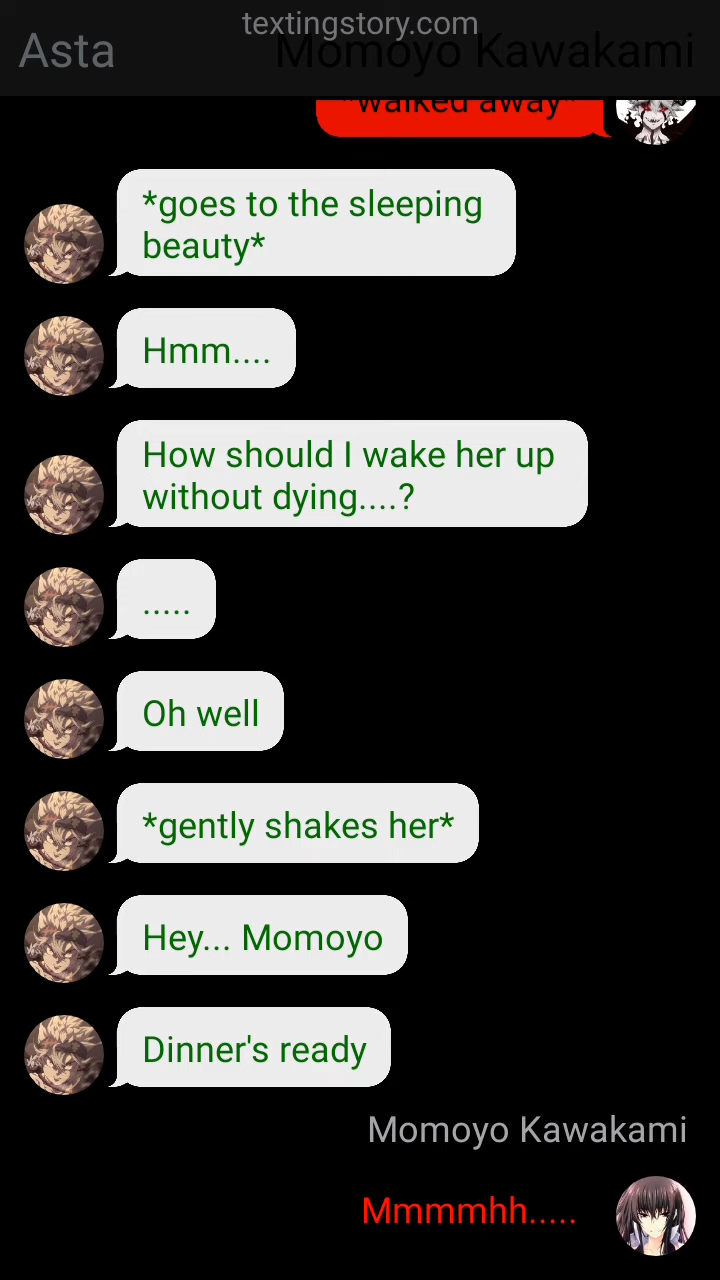 textingstory.com
Asta
Momoyo Kawakami
*walked away*
*goes to the sleeping
beauty*
Hmm....
How should I wake her up
without dying....?
.....
Oh well
*gently shakes her*
Hey... Momoyo
Dinner's ready
Momoyo Kawakami
Mmmmhh.....